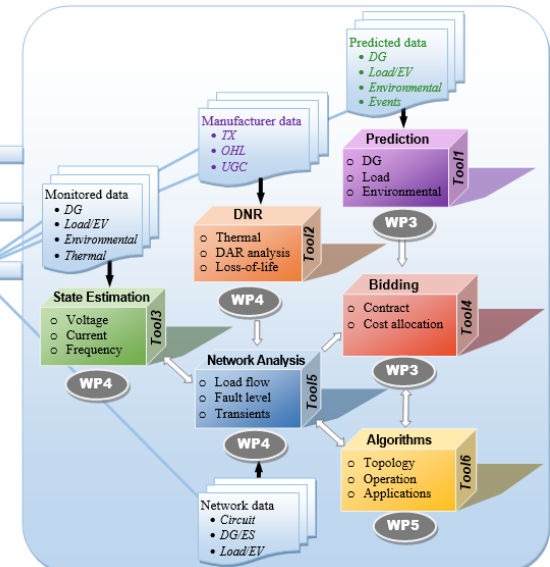 Predicted data
• DG
• Load/EV
• Environmental
• Events
Manufacturer data
• TX
• OHL
• UGC
Prediction
o DG
o Load
o Environmental
Tool1
WP3
Monitored data
• DG
• Load/EV
• Environmental
• Thermal
DNR
o Thermal
o DAR analysis
o Loss-of-life
Tool2
WP4
Bidding
o Contract
o Cost allocation
Tool4
WP3
State Estimation
o Voltage
o Current
o Frequency
Tool3
WP4
Network Analysis
o Load flow
o Fault level
o Transients
Tool5
WP4
Algorithms
o Topology
o Operation
o Applications
Tool6
WP5
Network data
• Circuit
• DG/ES
• Load/EV